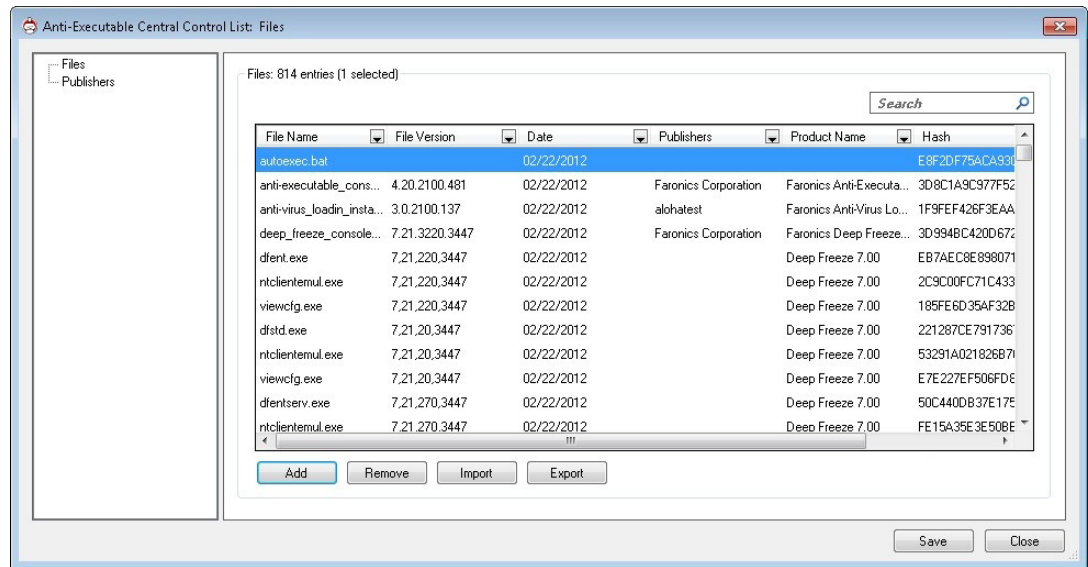 Anti-Executable Central Control List: Files
Files
Publishers
Files: 814 entries (1 selected)
Search
File Name File Version Date Publishers Product Name Hash
autoexec.bat 02/22/2012 E8F2DF75ACA930
anti-executable_cons... 4.20.2100.481 02/22/2012 Faronics Corporation Faronics Anti-Executa... 3D8C1A9C977F52
anti-virus_loadin_insta... 3.0.2100.137 02/22/2012 alohatest Faronics Anti-Virus Lo... 1F9FEF426F3EAA
deep_freeze_console... 7.21.3220.3447 02/22/2012 Faronics Corporation Faronics Deep Freeze... 3D994BC420D672
dfent.exe 7,21,220,3447 02/22/2012 Deep Freeze 7.00 EB7AEC8E898071
ntclientemul.exe 7,21,220,3447 02/22/2012 Deep Freeze 7.00 2C9C00FC71C433
viewcfg.exe 7,21,220,3447 02/22/2012 Deep Freeze 7.00 185FE6D35AF32B
dfstd.exe 7,21,20,3447 02/22/2012 Deep Freeze 7.00 221287CE791736
ntclientemul.exe 7,21,20,3447 02/22/2012 Deep Freeze 7.00 53291A021826B7
viewcfg.exe 7,21,20,3447 02/22/2012 Deep Freeze 7.00 E7E227EF506FD8
dfentserv.exe 7,21,270,3447 02/22/2012 Deep Freeze 7.00 50C440DB37E175
ntclientemul.exe 7,21,270,3447 02/22/2012 Deep Freeze 7.00 FE15A35E3E50BE
Add Remove Import Export
Save Close